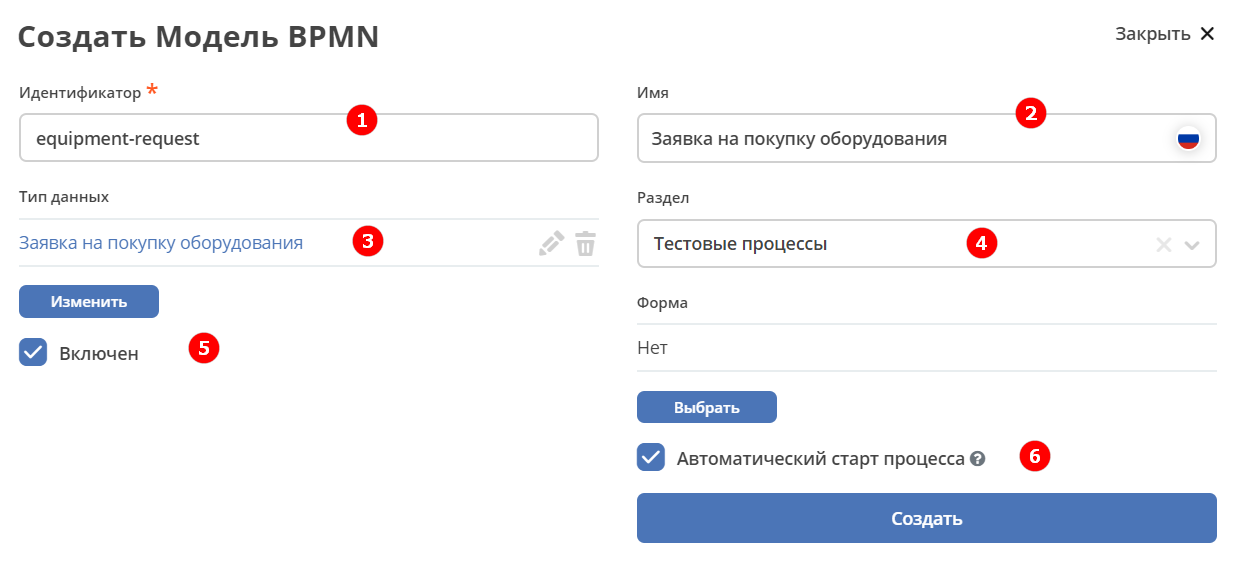 Создать Модель BPMN
Закрыть
Идентификатор *
1
equipment-request
Имя
2
Заявка на покупку оборудования
Тип данных
Заявка на покупку оборудования
3
Изменить
Включен
5
Раздел
Тестовые процессы
4
Форма
Нет
Выбрать
Автоматический старт процесса ?
6
Создать